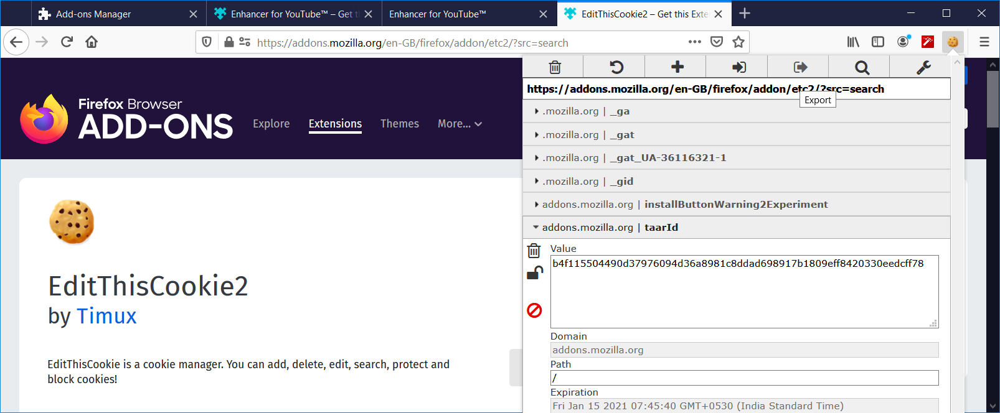 Add-ons Manager
Enhancer for YouTube™ – Get t
Enhancer for YouTube™
EditThisCookie2 – Get this Exte
https://addons.mozilla.org/en-GB/firefox/addon/etc2/?src=search
https://addons.mozilla.org/en-GB/firefox/addon/etc2/?src=search
Export
Firefox Browser
ADD-ONS
Explore Extensions Themes More...
.mozilla.org | _ga
.mozilla.org | _gat
.mozilla.org | _gat_UA-36116321-1
.mozilla.org | _gid
addons.mozilla.org | installButtonWarning2Experiment
addons.mozilla.org | taarId
Value
b4f115504490d37976094d36a8981c8ddad698917b1809eff8420330eedcff78
Domain
addons.mozilla.org
Path
/
Expiration
Fri Jan 15 2021 07:45:40 GMT+0530 (India Standard Time)
EditThisCookie2
by Timux
EditThisCookie is a cookie manager. You can add, delete, edit, search, protect and
block cookies!